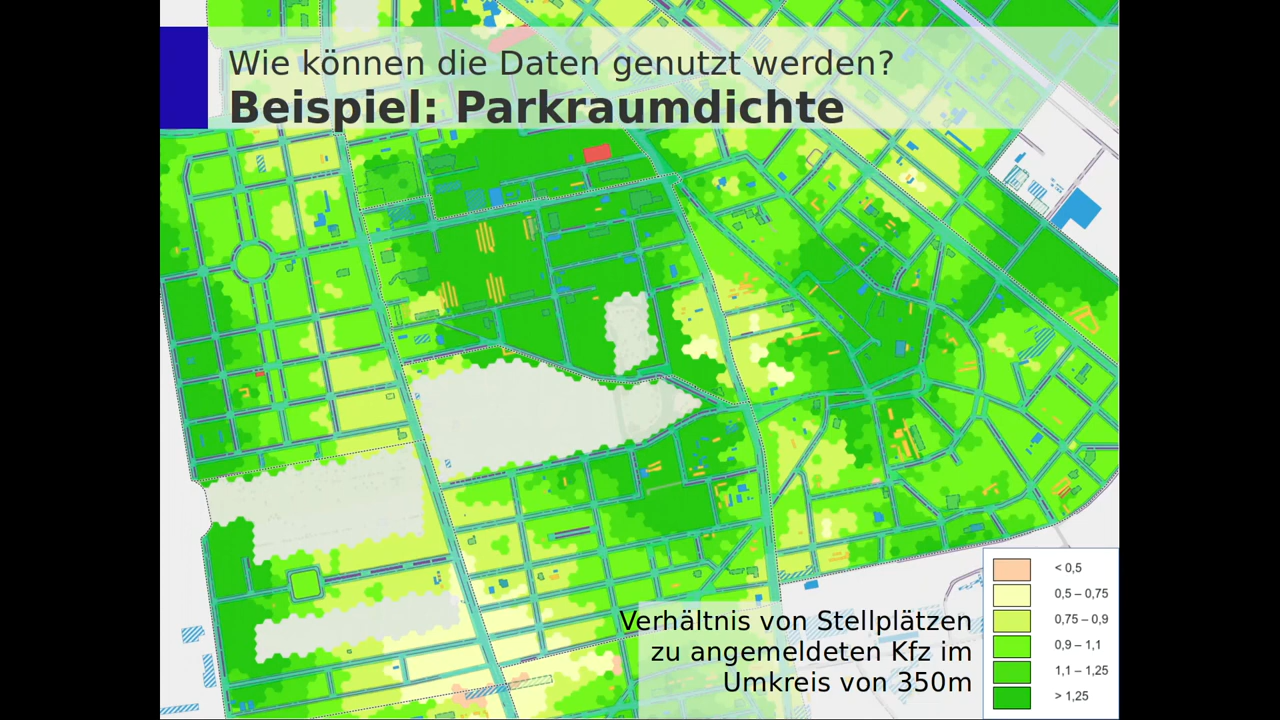 Wie können die Daten genutzt werden?
Beispiel: Parkraumdichte
Verhältnis von Stellplätzen
zu angemeldeten Kfz im
Umkreis von 350m
< 0,5
0,5 – 0,75
0,75 – 0,9
0,9 – 1,1
1,1 – 1,25
> 1,25